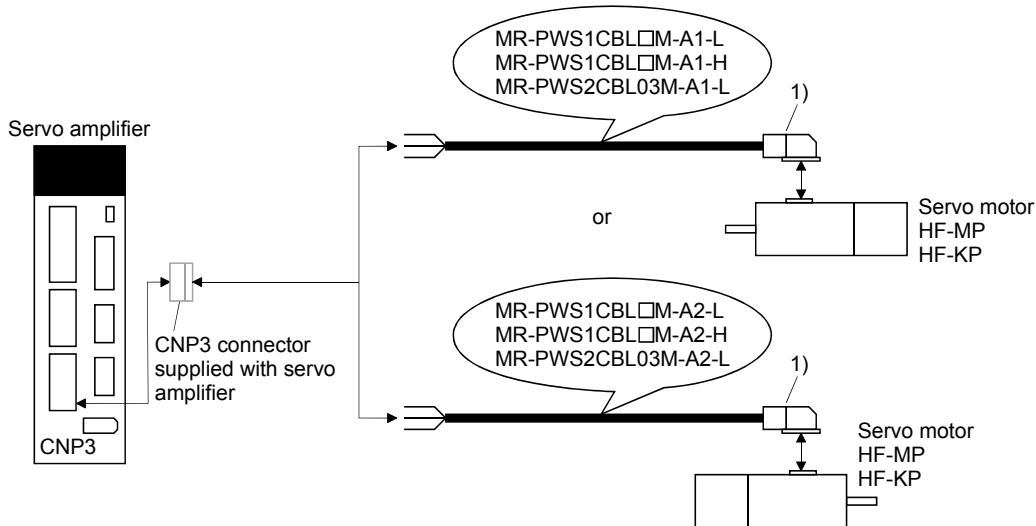 MR-PWS1CBL□M-A1-L
MR-PWS1CBL□M-A1-H
MR-PWS2CBL03M-A1-L
1)
Servo amplifier
Servo motor
HF-MP
HF-KP
or
CNP3 connector
supplied with servo
amplifier
CNP3
MR-PWS1CBL□M-A2-L
MR-PWS1CBL□M-A2-H
MR-PWS2CBL03M-A2-L
1)
Servo motor
HF-MP
HF-KP